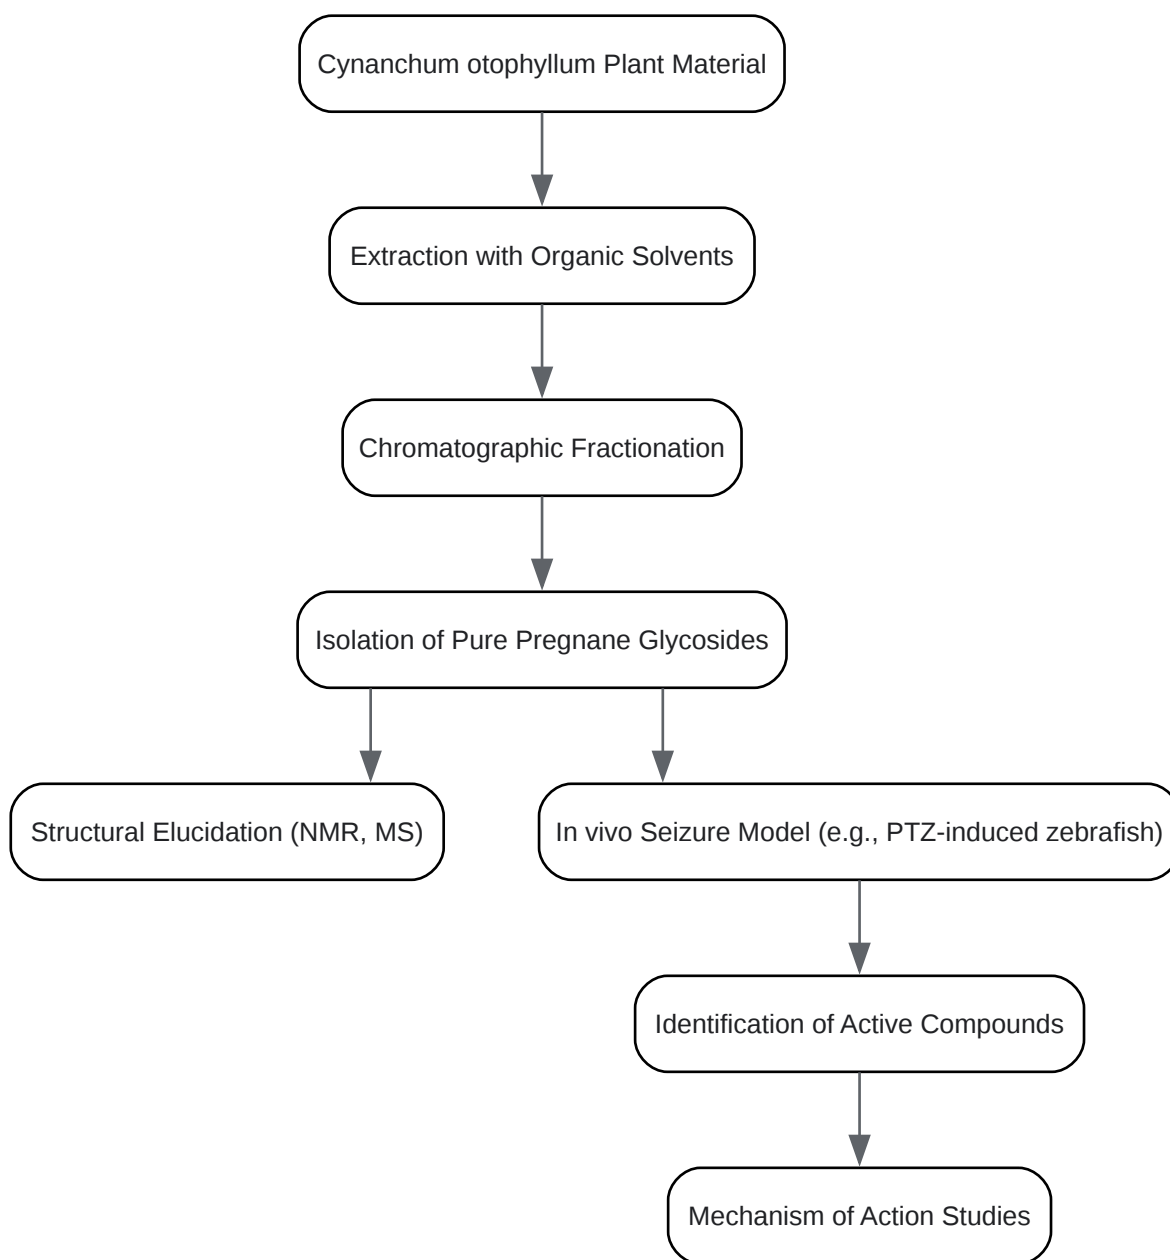 Cynanchum otophyllum Plant Material
Extraction with Organic Solvents
Chromatographic Fractionation
Isolation of Pure Pregnane Glycosides
Structural Elucidation (NMR, MS)
In vivo Seizure Model (e.g., PTZ-induced zebrafish)
Identification of Active Compounds
Mechanism of Action Studies